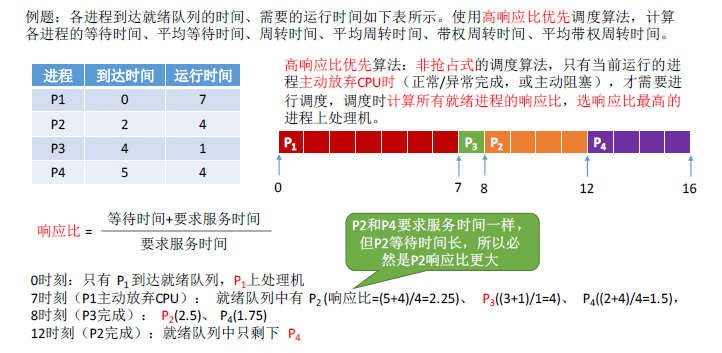 例题：各进程到达就绪队列的时间、需要的运行时间如下表所示。使用高响应比优先调度算法，计算
各进程的等待时间、平均等待时间、周转时间、平均周转时间、带权周转时间、平均带权周转时间。
高响应比优先算法：非抢占式的调度算法，只有当前运行的进
程主动放弃CPU时（正常/异常完成，或主动阻塞），才需要进
行调度，调度时计算所有就绪进程的响应比，选响应比最高的
进程上处理机。
进程 到达时间 运行时间
P1 0 7
P2 2 4
P3 4 1
P4 5 4
P₁ P₃ P₂ P₄
0 7 8 12 16
响应比 =
等待时间+要求服务时间
要求服务时间
P2和P4要求服务时间一样，
但P2等待时间长，所以必
然是P2响应比更大
0时刻：只有 P₁ 到达就绪队列，P₁上处理机
7时刻（P1主动放弃CPU）： 就绪队列中有 P₂ (响应比=(5+4)/4=2.25)、 P₃((3+1)/1=4)、 P₄((2+4)/4=1.5)，
8时刻（P3完成）： P₂(2.5)、 P₄(1.75)
12时刻（P2完成）：就绪队列中只剩下 P₄